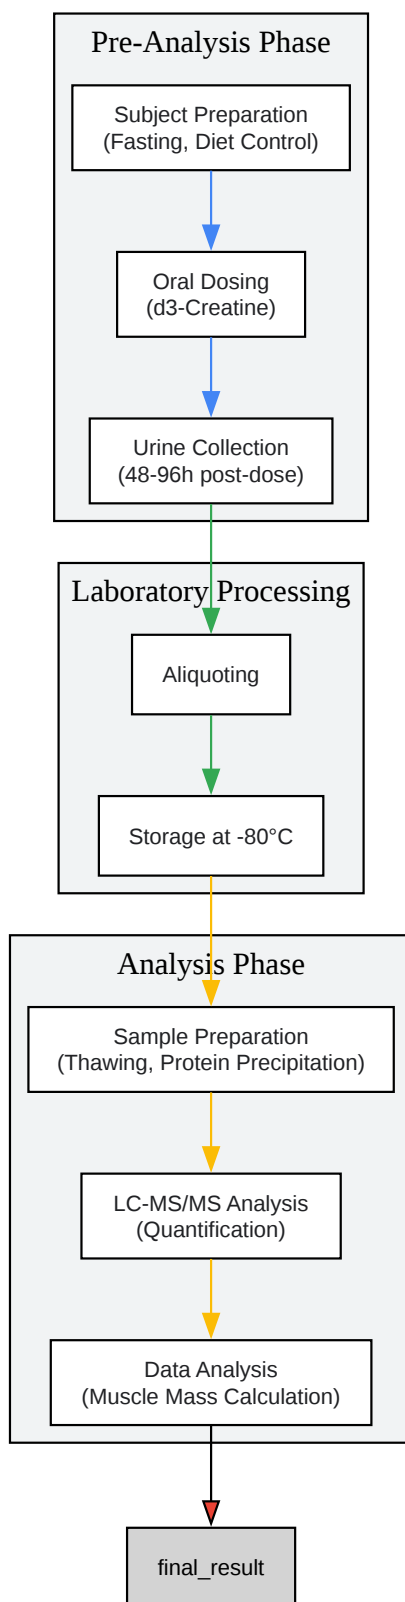 Pre-Analysis Phase
Subject Preparation
(Fasting, Diet Control)
Oral Dosing
(d3-Creatine)
Urine Collection
(48-96h post-dose)
Laboratory Processing
Aliquoting
Storage at -80°C
Analysis Phase
Sample Preparation
(Thawing, Protein Precipitation)
LC-MS/MS Analysis
(Quantification)
Data Analysis
(Muscle Mass Calculation)
final_result